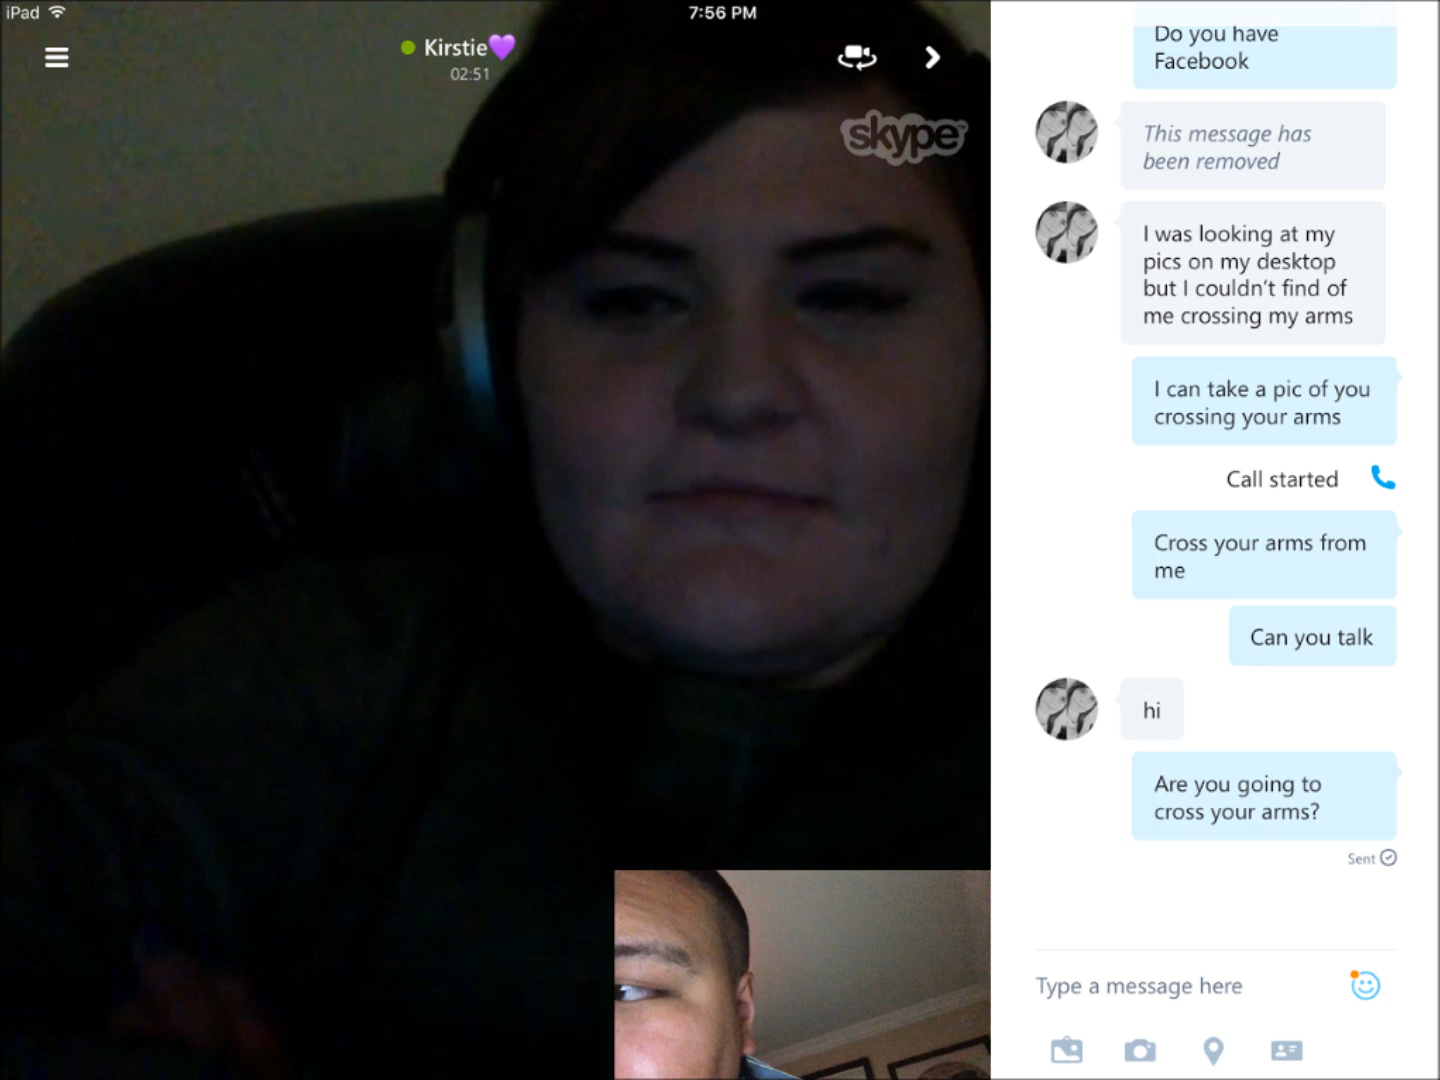 iPad
7:56 PM
Kirstie💜
02:51
skype™
Do you have
Facebook
This message has
been removed
I was looking at my
pics on my desktop
but I couldn't find of
me crossing my arms
I can take a pic of you
crossing your arms
Call started
Cross your arms from
me
Can you talk
hi
Are you going to
cross your arms?
Sent
Type a message here